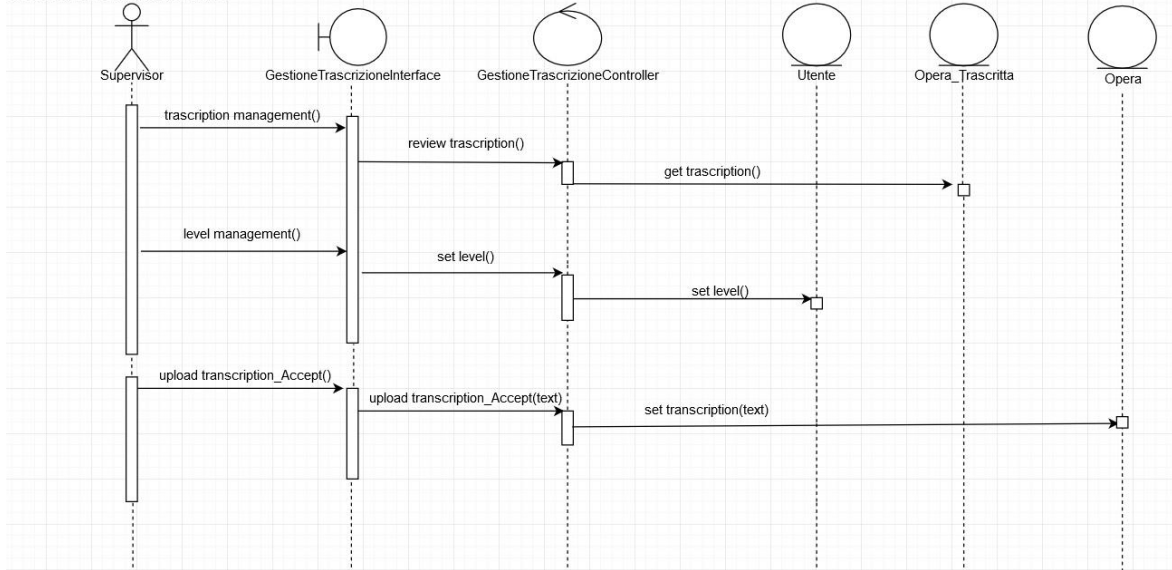 Supervisor
GestioneTrascrizioneInterface
GestioneTrascrizioneController
Utente
Opera_Trascritta
Opera
trascription management()
review trascription()
get trascription()
level management()
set level()
set level()
upload transcription_Accept()
upload transcription_Accept(text)
set transcription(text)